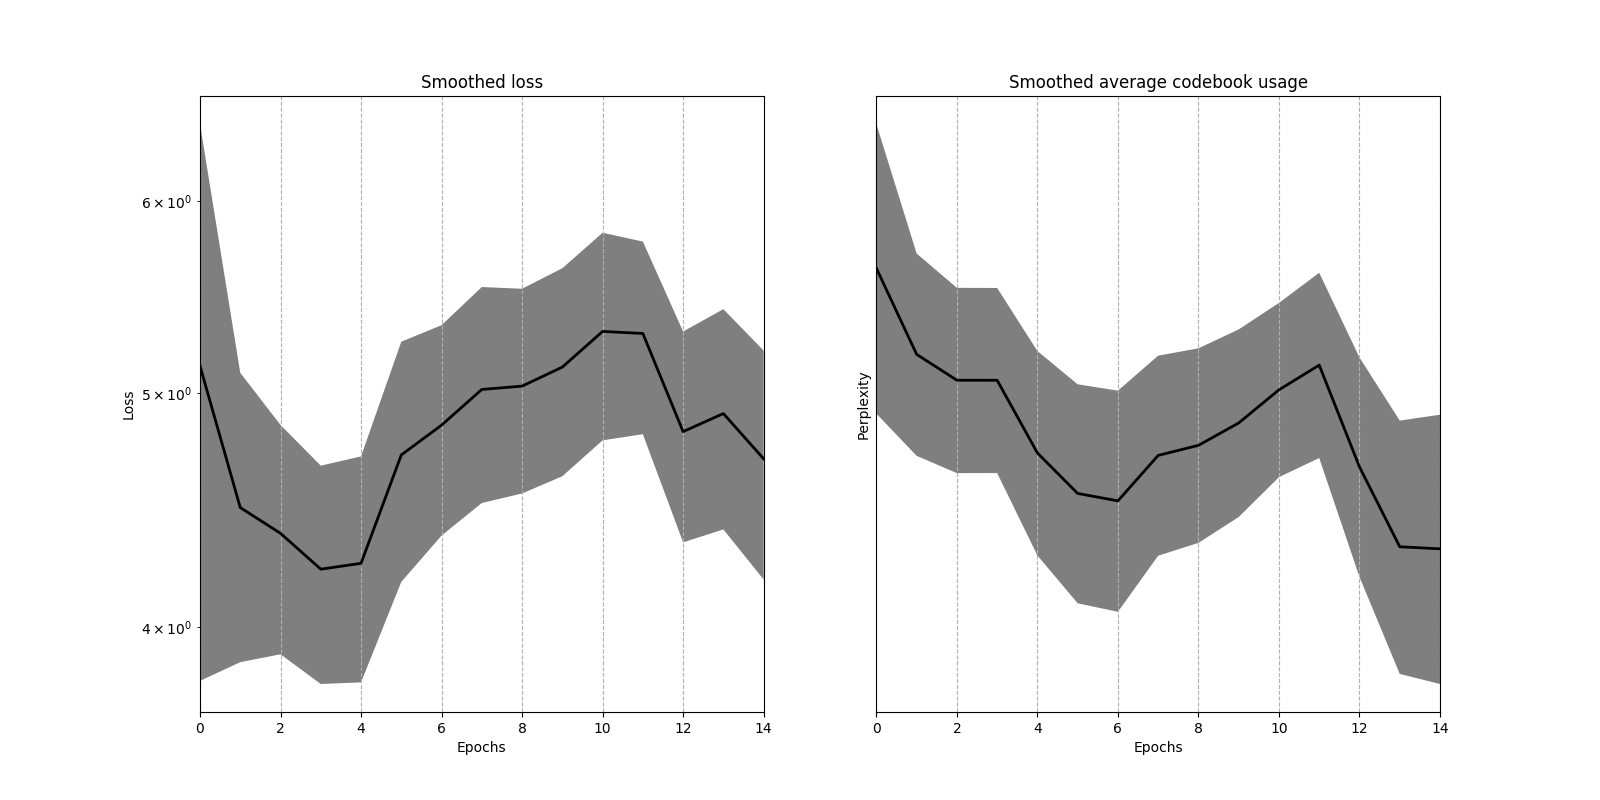 Smoothed loss
Loss
6 × 10⁰
5 × 10⁰
4 × 10⁰
0 2 4 6 8 10 12 14
Epochs
Smoothed average codebook usage
Perplexity
0 2 4 6 8 10 12 14
Epochs